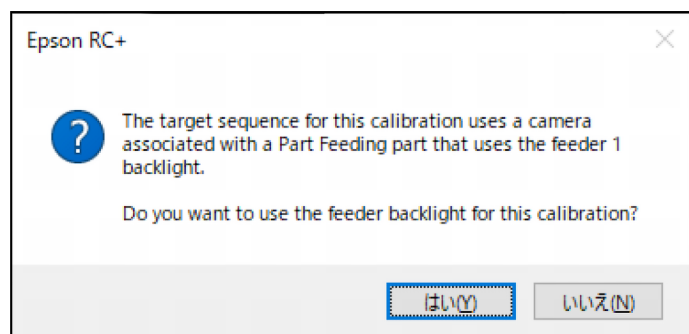 Epson RC+
The target sequence for this calibration uses a camera
associated with a Part Feeding part that uses the feeder 1
backlight.
Do you want to use the feeder backlight for this calibration?
はい(Y)
いいえ(N)